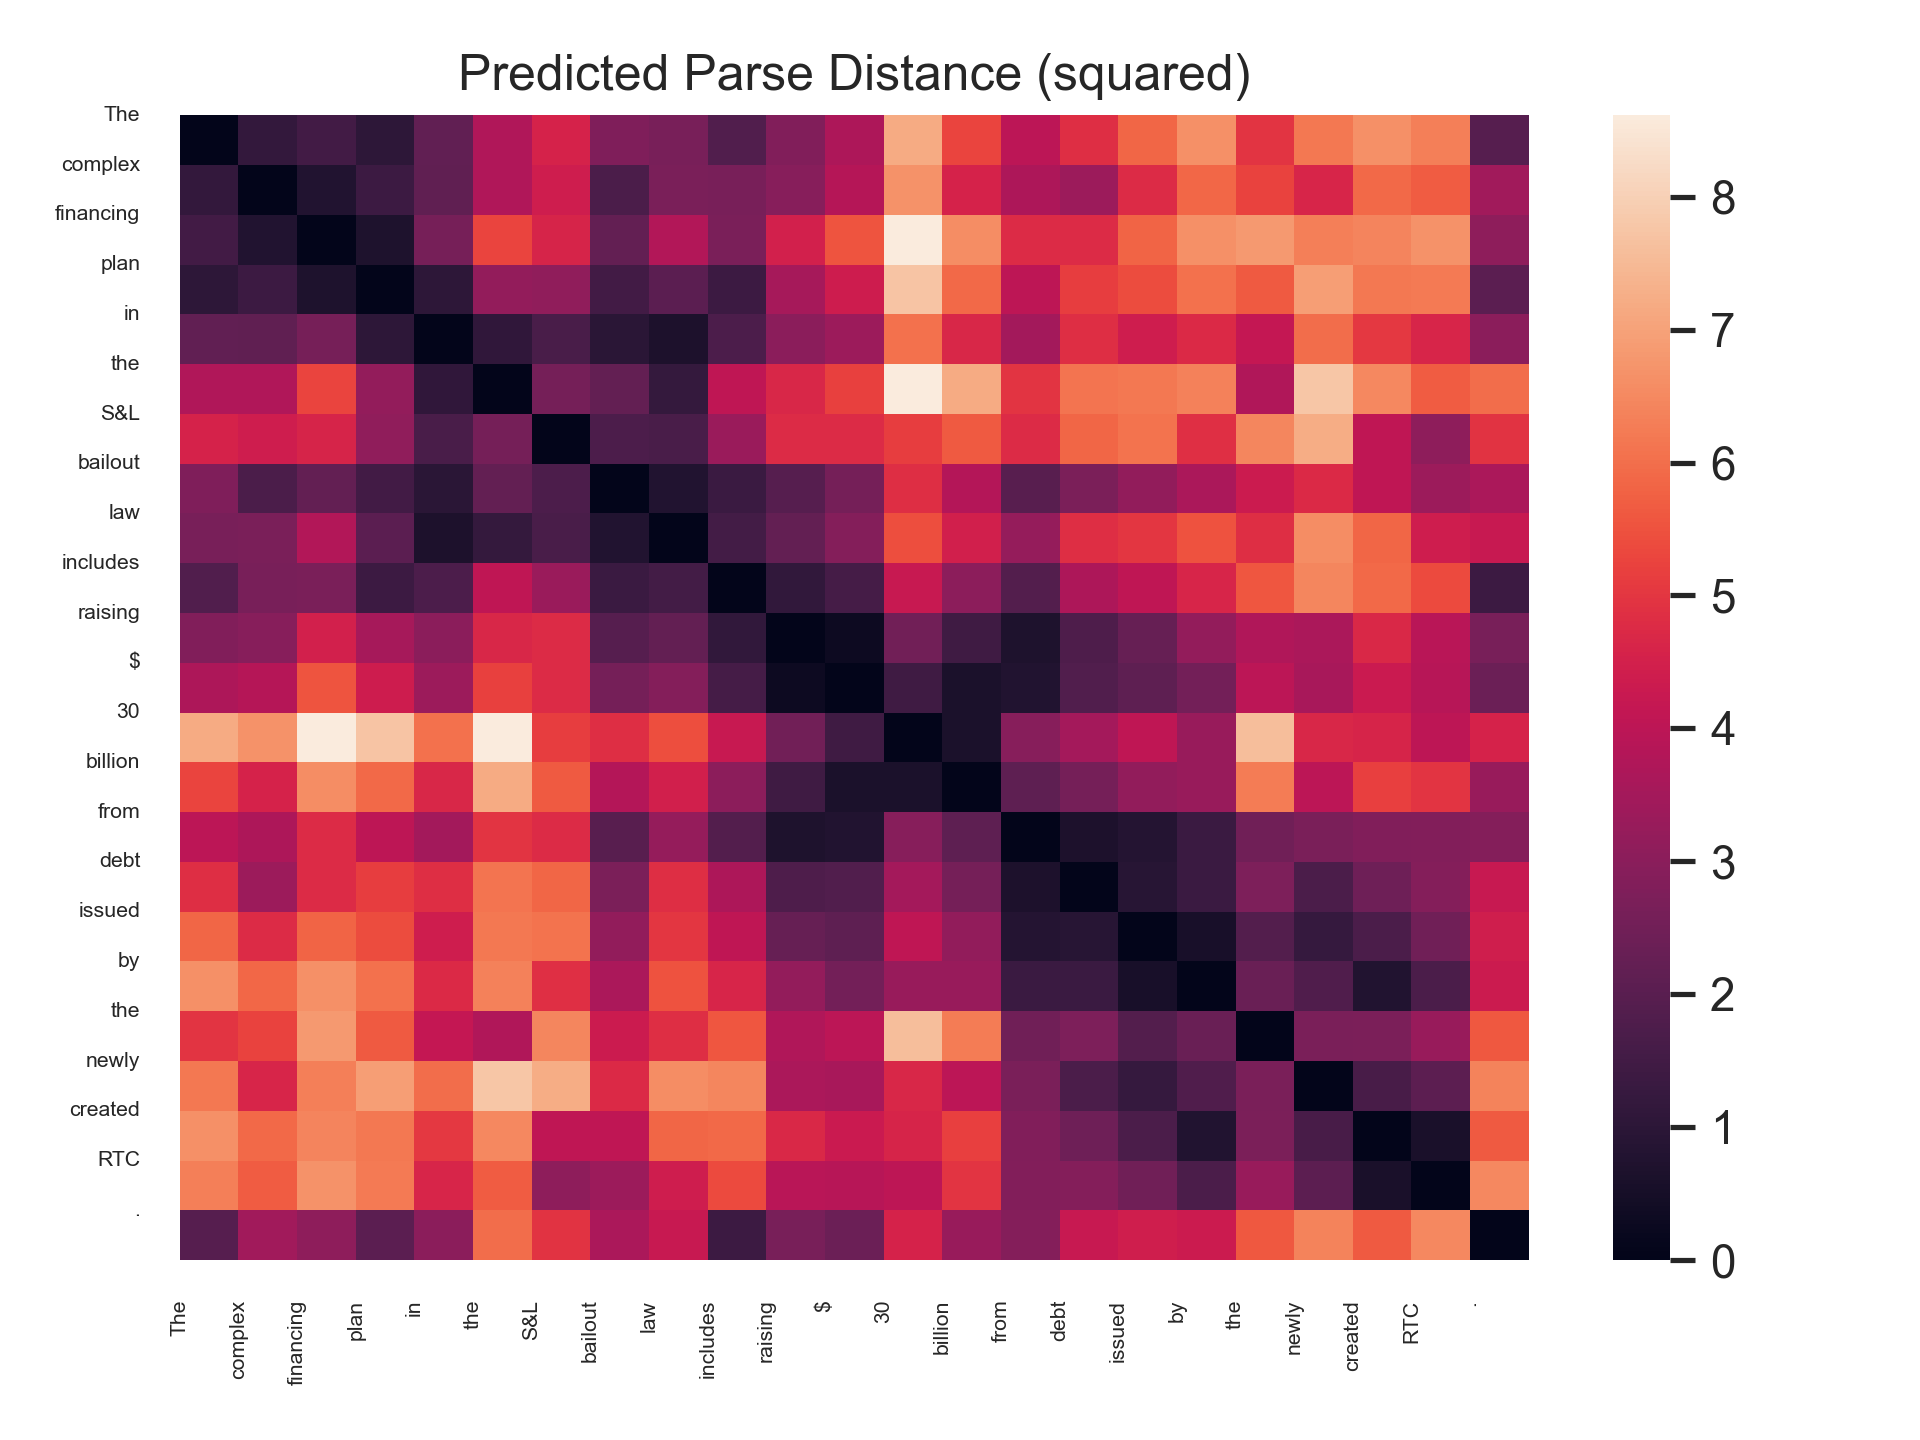 Predicted Parse Distance (squared)
The
complex
financing
plan
in
the
S&L
bailout
law
includes
raising
$
30
billion
from
debt
issued
by
the
newly
created
RTC
.
8
7
6
5
4
3
2
1
0
The
complex
financing
plan
in
the
S&L
bailout
law
includes
raising
$
30
billion
from
debt
issued
by
the
newly
created
RTC
.